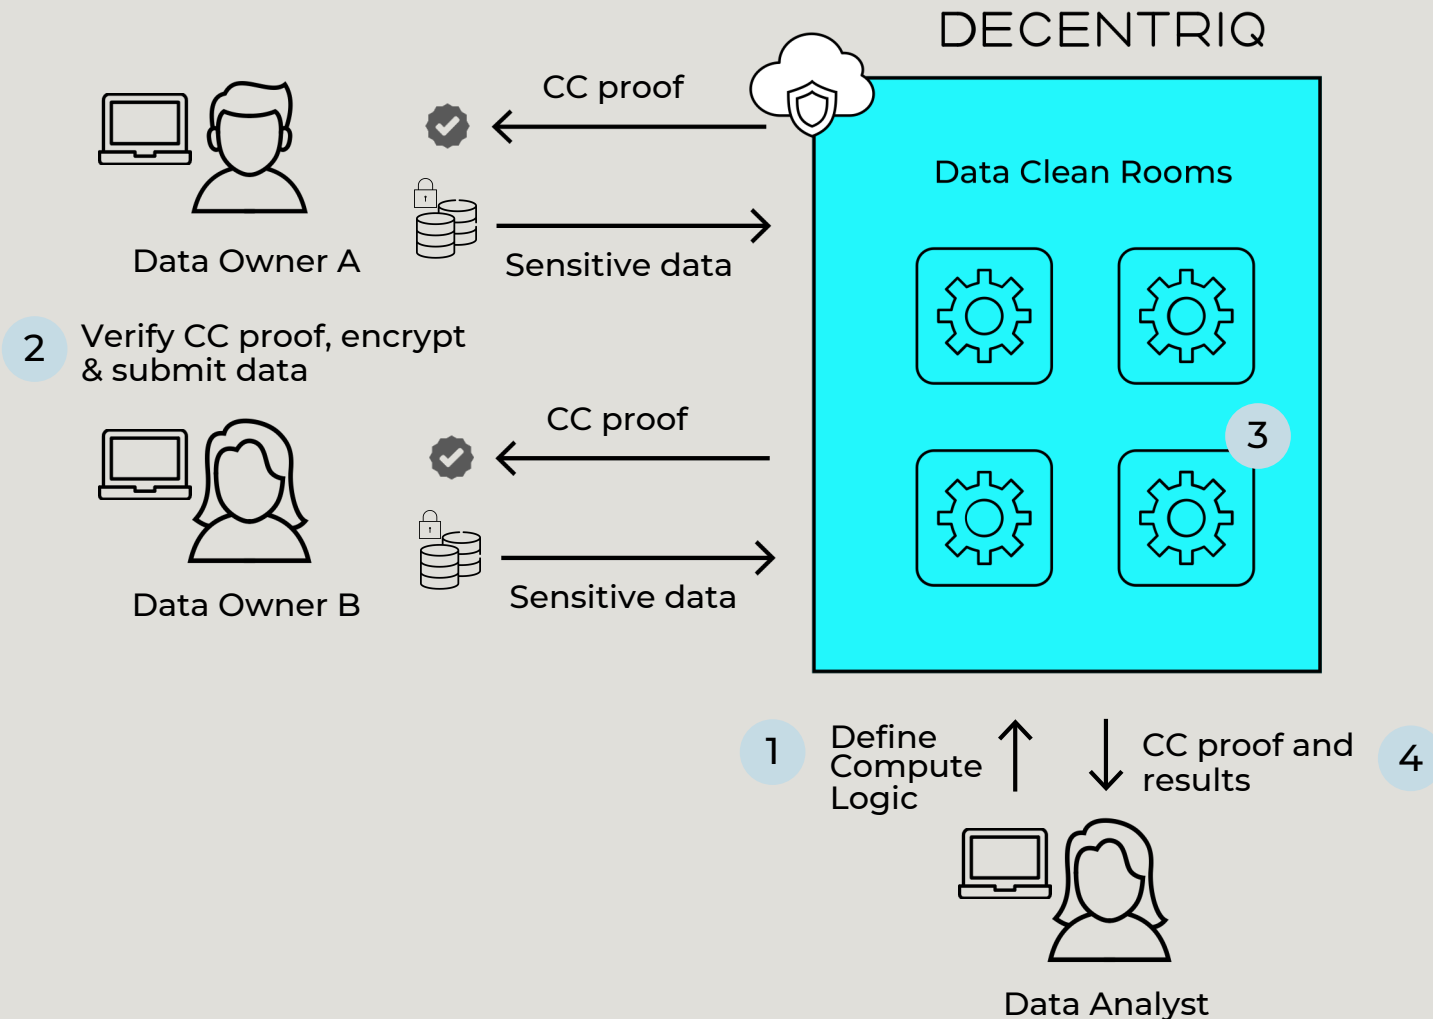 DECENTRIQ
CC proof
Data Clean Rooms
Data Owner A
Sensitive data
2
Verify CC proof, encrypt
& submit data
CC proof
3
Data Owner B
Sensitive data
1
Define
Compute
Logic
CC proof and
results
4
Data Analyst